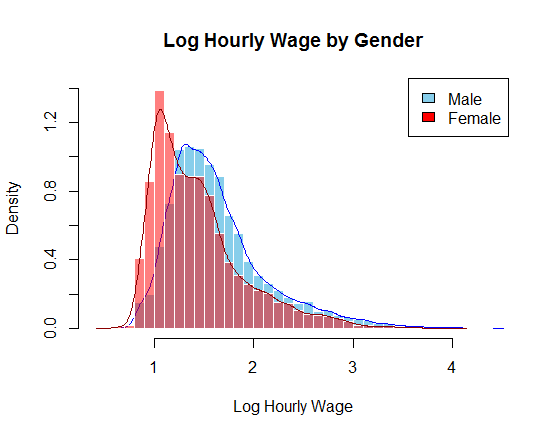 Log Hourly Wage by Gender
Male
Female
Density
1.2
0.8
0.4
0.0
1 2 3 4
Log Hourly Wage